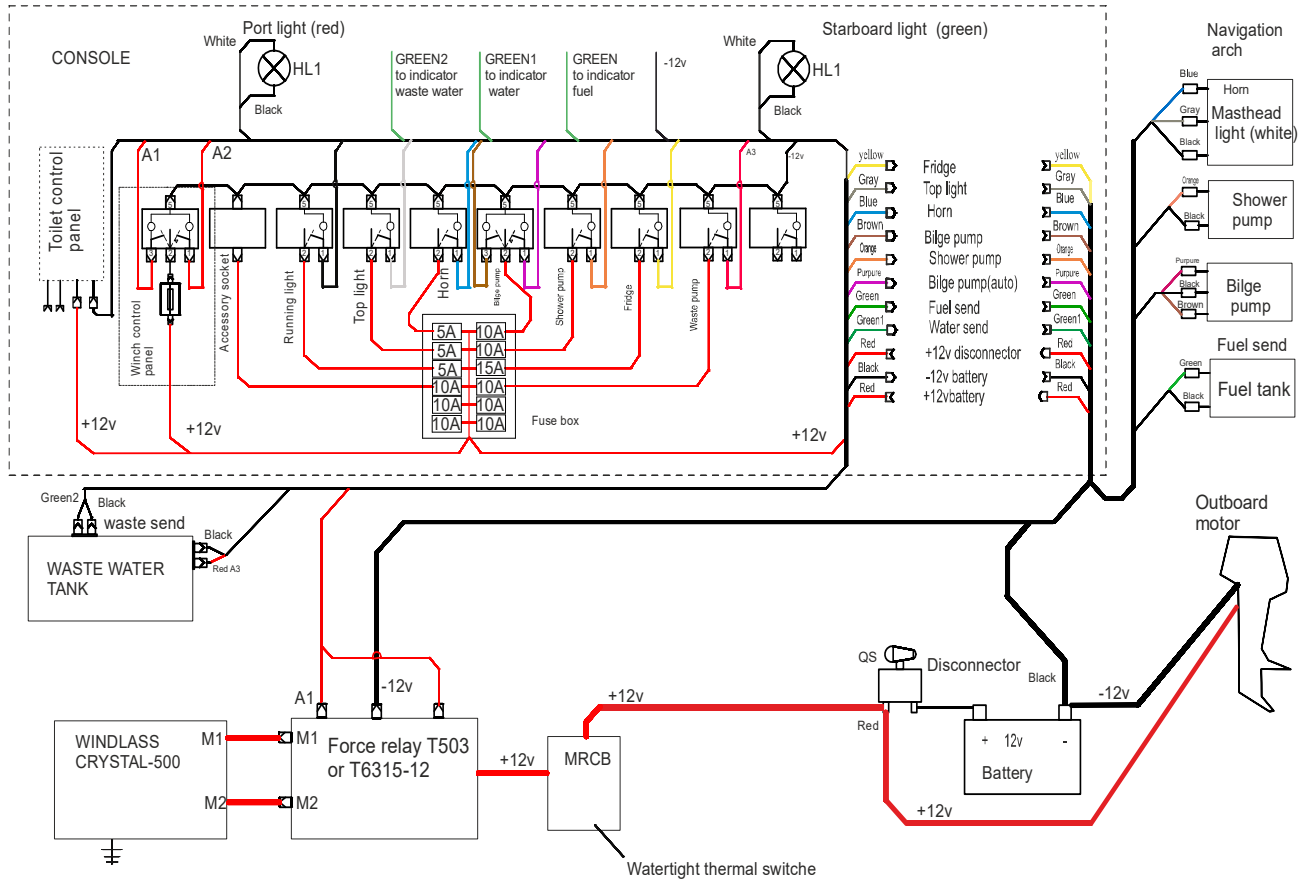 CONSOLE
Port light (red)
White
HL1
Black
GREEN2
to indicator
waste water
GREEN1
to indicator
water
GREEN
to indicator
fuel
-12v
White
HL1
Black
Starboard light (green)
Navigation
arch
Blue
Horn
Gray
Masthead
light (white)
Black
Orange
Shower
pump
Black
Purpure
Black
Bilge
pump
Brown
Fuel send
Green
Fuel tank
Black
A1
A2
A3
-12v
Toilet control
panel
Winch control
panel
Accessory socket
Running light
Top light
Horn
Bilge pump
Shower pump
Fridge
Waste pump
5A 10A
5A 10A
5A 15A
10A 10A
10A 10A
10A 10A
Fuse box
+12v
+12v
+12v
yellow Fridge yellow
Gray Top light Gray
Blue Horn Blue
Brown Bilge pump Brown
Orange Shower pump Orange
Purpure Bilge pump(auto) Purpure
Green Fuel send Green
Green1 Water send Green1
Red +12v disconnector Red
Black -12v battery Black
Red +12vbattery Red
Green2
Black
waste send
Black
Red A3
WASTE WATER
TANK
Outboard
motor
A1
-12v
WINDLASS
CRYSTAL-500
M1
M2
M1
M2
Force relay T503
or T6315-12
+12v
MRCB
+12v
Watertight thermal switche
QS
Disconnector
Red
Black
-12v
+ 12v -
Battery
+12v